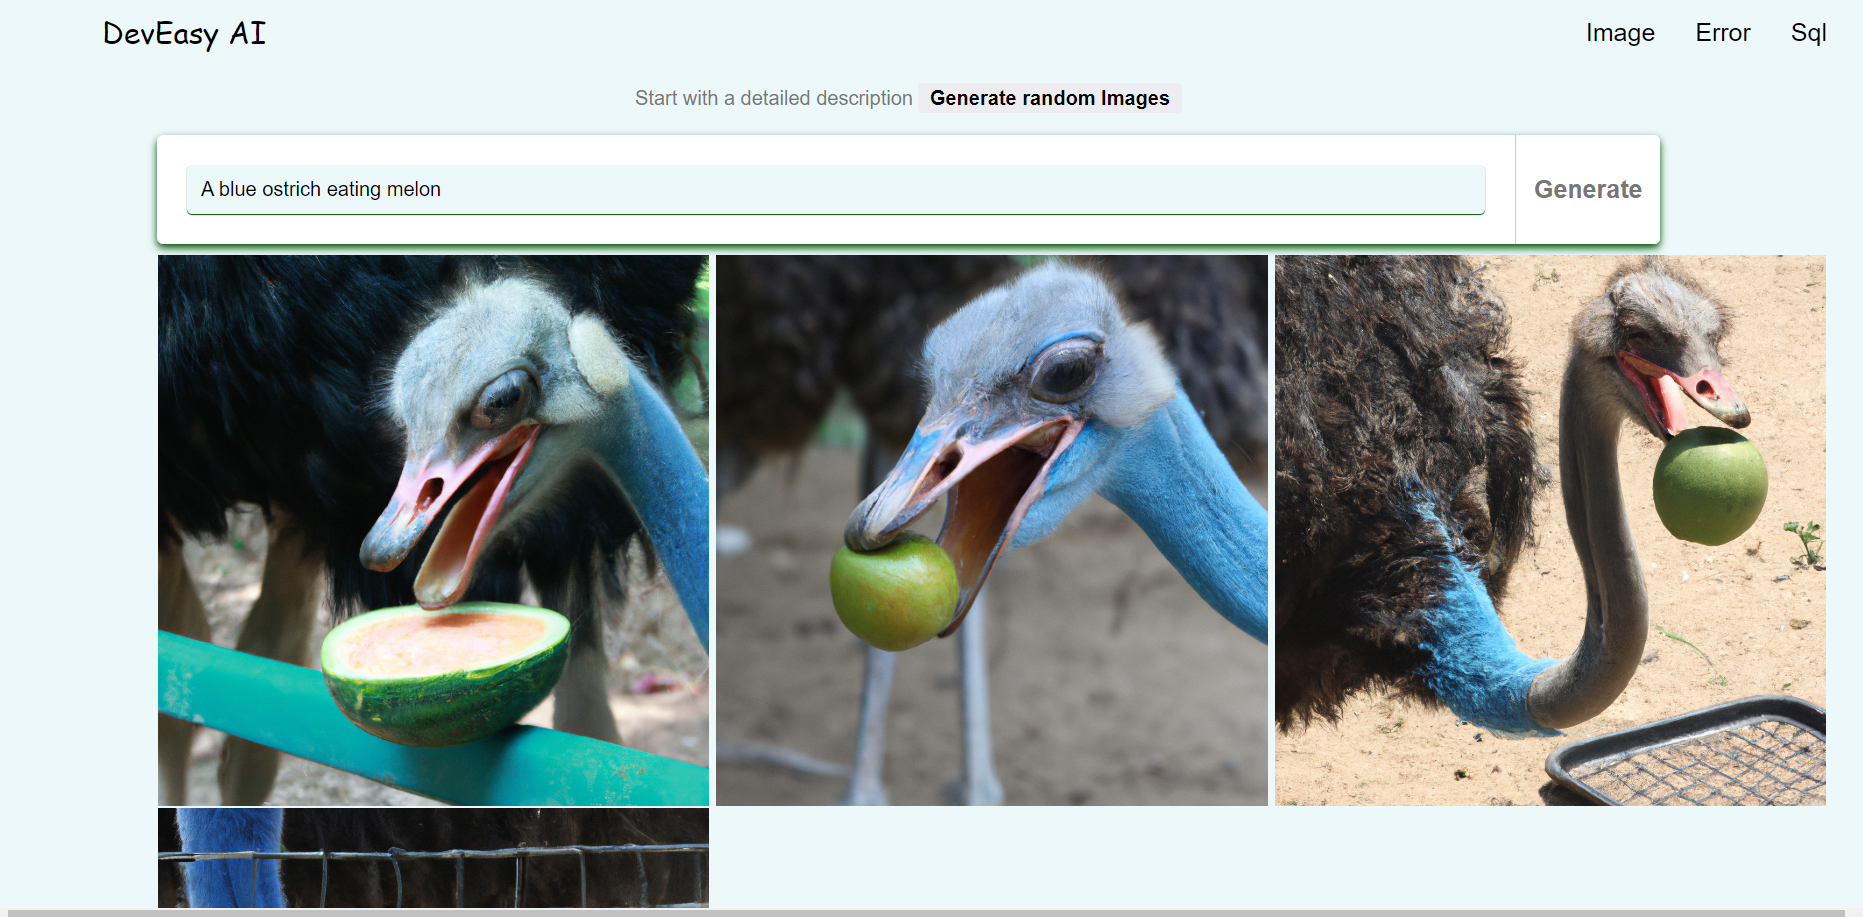 DevEasy AI
Image Error Sql
Start with a detailed description Generate random Images
A blue ostrich eating melon
Generate